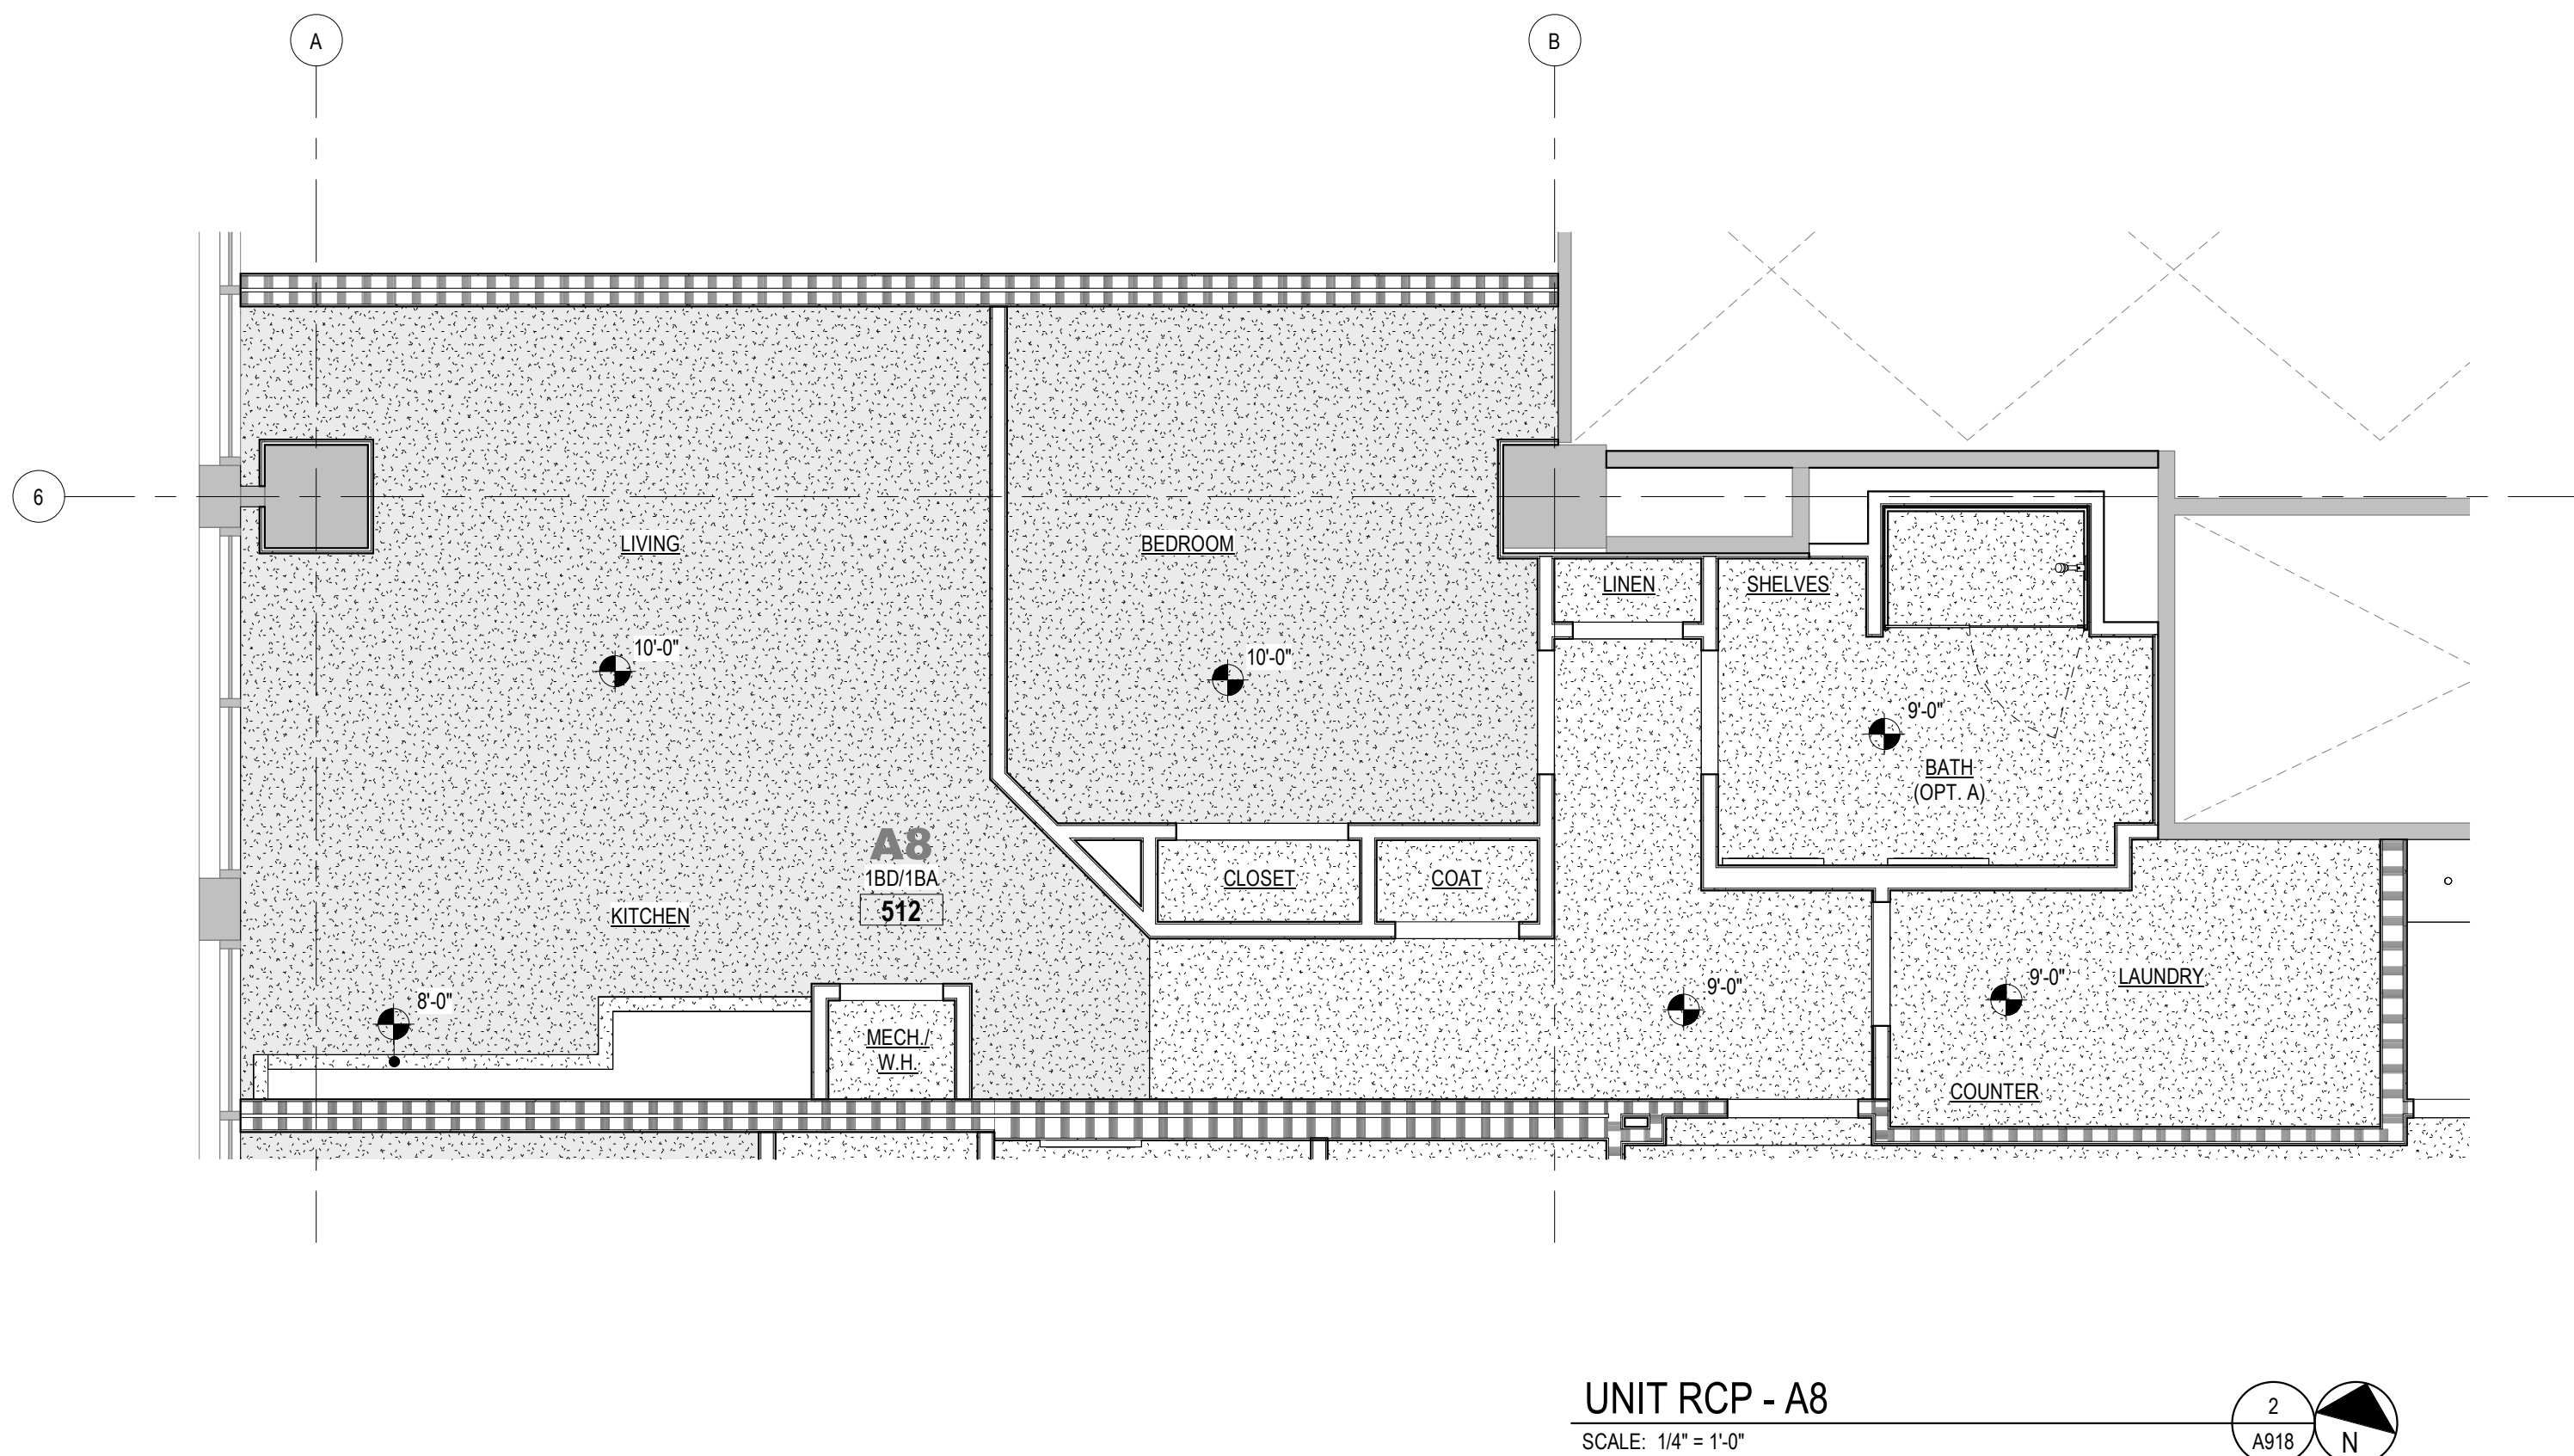 A
B
6
LIVING
BEDROOM
LINEN
SHELVES
10'-0"
10'-0"
9'-0"
BATH
(OPT. A)
A8
1BD/1BA
512
CLOSET
COAT
KITCHEN
8'-0"
MECH./
W.H.
9'-0"
9'-0"
LAUNDRY
COUNTER
UNIT RCP - A8
SCALE: 1/4" = 1'-0"
2
A918
N